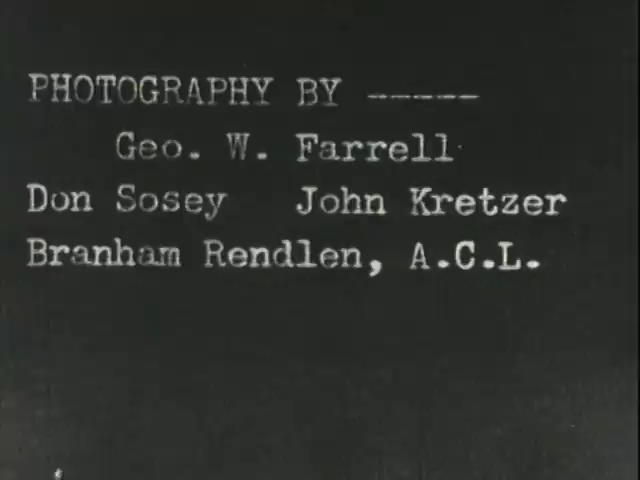 PHOTOGRAPHY BY -----
Geo. W. Farrell
Don Sosey John Kretzer
Branham Rendlen, A.C.L.